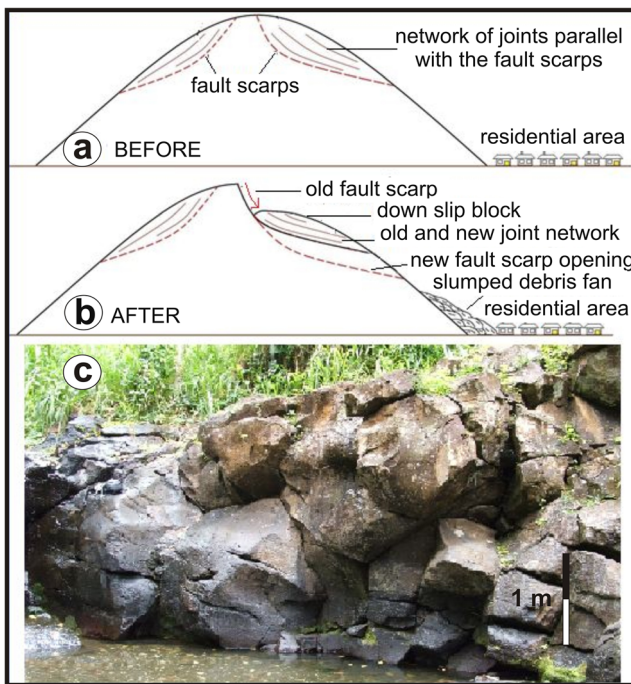 network of joints parallel
with the fault scarps
fault scarps
residential area
a BEFORE
old fault scarp
down slip block
old and new joint network
new fault scarp opening
slumped debris fan
residential area
b AFTER
c
1 m